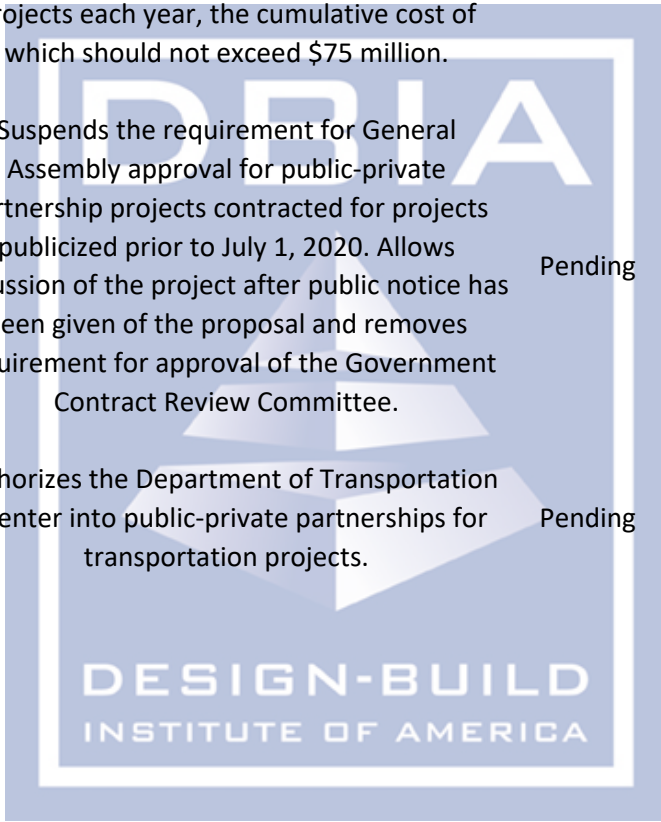 rojects each year, the cumulative cost of
which should not exceed $75 million.
Suspends the requirement for General
Assembly approval for public-private
rtnership projects contracted for projects
publicized prior to July 1, 2020. Allows
ussion of the project after public notice has
een given of the proposal and removes
uirement for approval of the Government
Contract Review Committee.
Pending
horizes the Department of Transportation
enter into public-private partnerships for
transportation projects.
Pending
DBIA
DESIGN-BUILD
INSTITUTE OF AMERICA